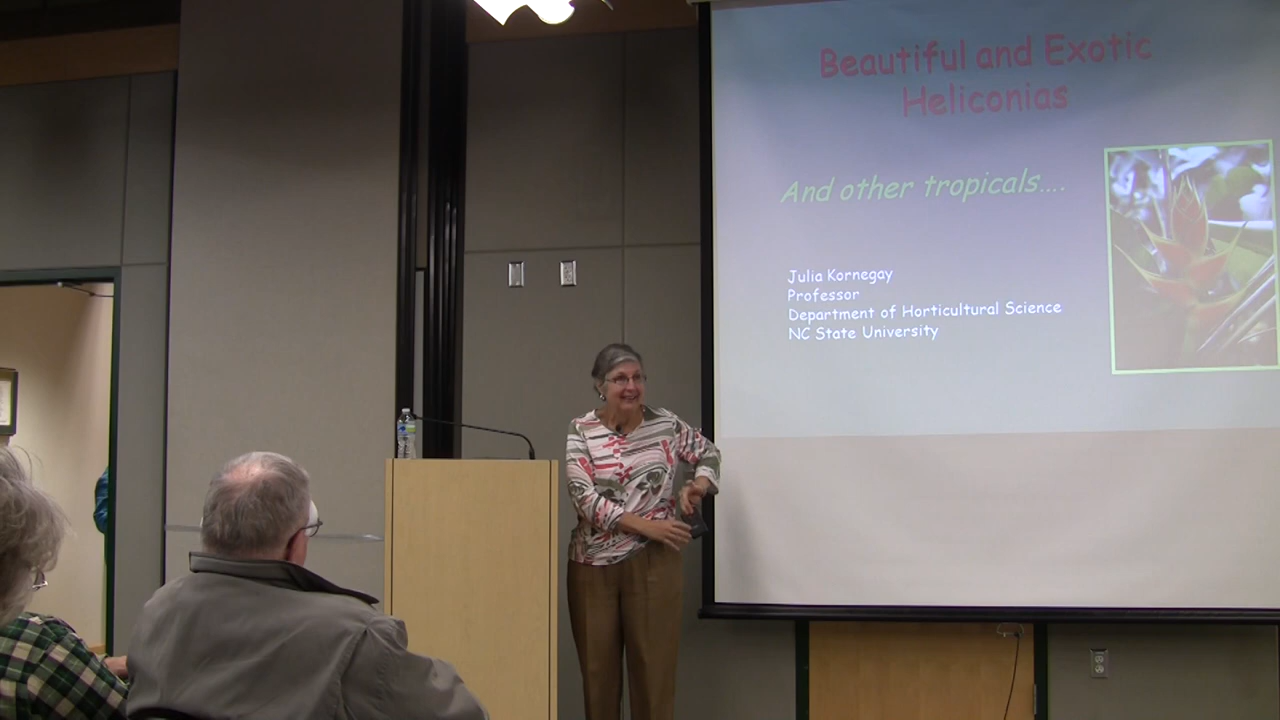 Beautiful and Exotic
Heliconias
And other tropicals....
Julia Kornegay
Professor
Department of Horticultural Science
NC State University